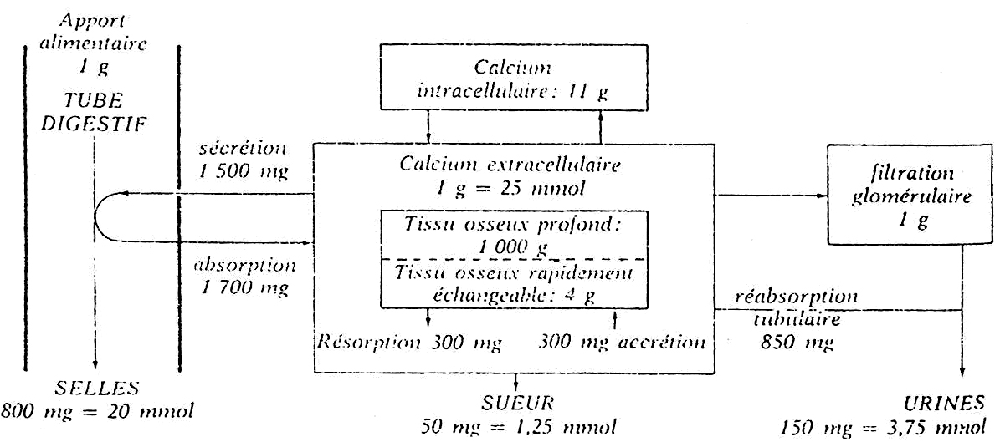 Apport
alimentaire
1 g
TUBE
DIGESTIF
sécrétion
1 500 mg
absorption
1 700 mg
SELLES
800 mg = 20 mmol
Calcium
intracellulaire: 11 g
Calcium extracellulaire
1 g = 25 mmol
Tissu osseux profond:
1 000 g
Tissu osseux rapidement
échangeable: 4 g
Résorption 300 mg
300 mg accrétion
SUEUR
50 mg = 1,25 mmol
filtration
glomérulaire
1 g
réabsorption
tubulaire
850 mg
URINES
150 mg = 3,75 mmol